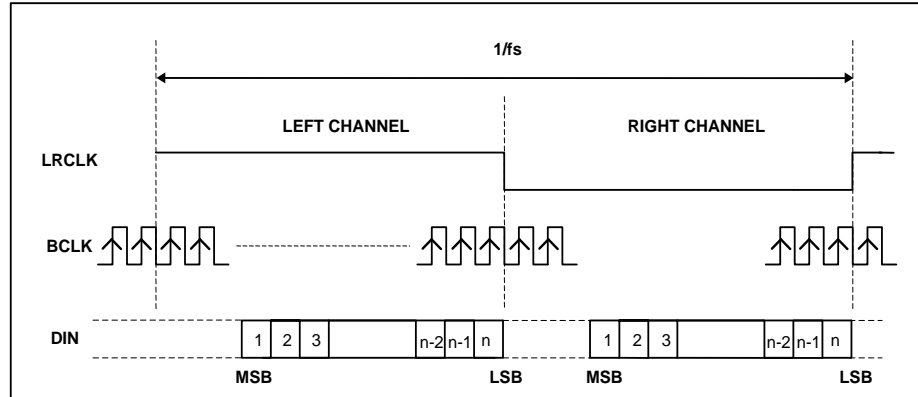 1/fs
LEFT CHANNEL RIGHT CHANNEL
LRCLK
BCLK
DIN 1 2 3 n-2 n-1 n 1 2 3 n-2 n-1 n
MSB LSB MSB LSB